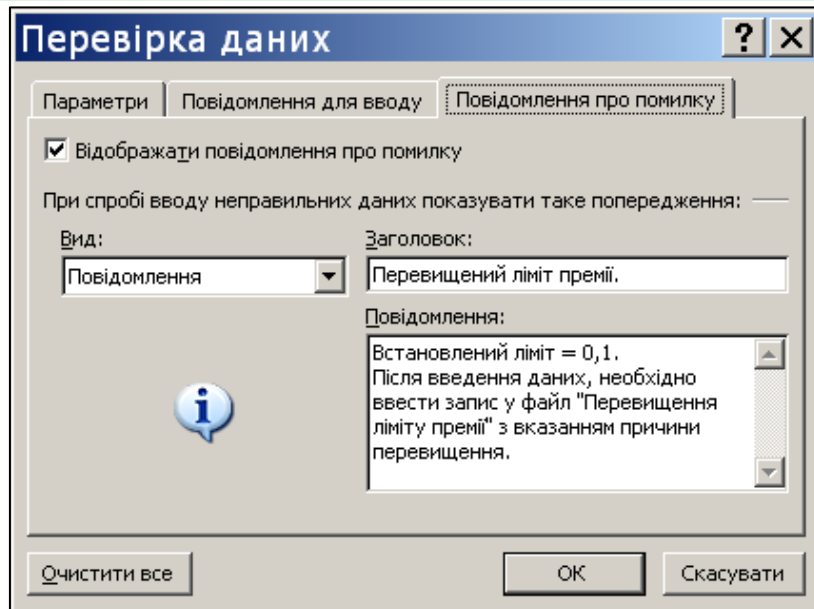 Перевірка даних
Параметри
Повідомлення для вводу
Повідомлення про помилку
Відображати повідомлення про помилку
При спробі вводу неправильних даних показувати таке попередження:
Вид:
Повідомлення
Заголовок:
Перевищений ліміт премії.
Повідомлення:
Встановлений ліміт = 0,1.
Після введення даних, необхідно
ввести запис у файл "Перевищення
ліміту премії" з вказанням причини
перевищення.
Очистити все
ОК
Скасувати